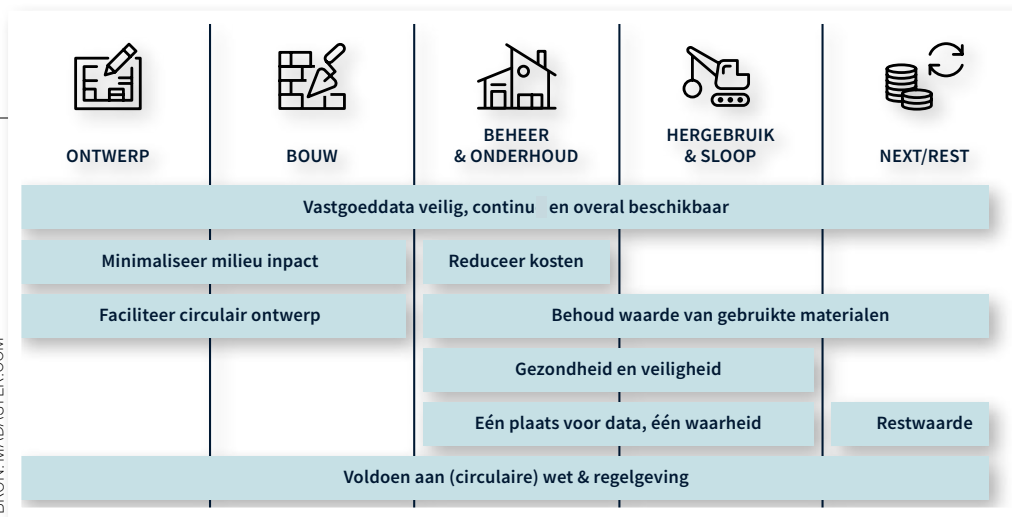 ONTWERP
BOUW
BEHEER
& ONDERHOUD
HERGEBRUIK
& SLOOP
NEXT/REST
Vastgoeddata veilig, continu en overal beschikbaar
Minimaliseer milieu inpact
Reduceer kosten
Faciliteer circulair ontwerp
Behoud waarde van gebruikte materialen
Gezondheid en veiligheid
Eén plaats voor data, één waarheid
Restwaarde
Voldoen aan (circulaire) wet & regelgeving
BRON: MADASTER.COM